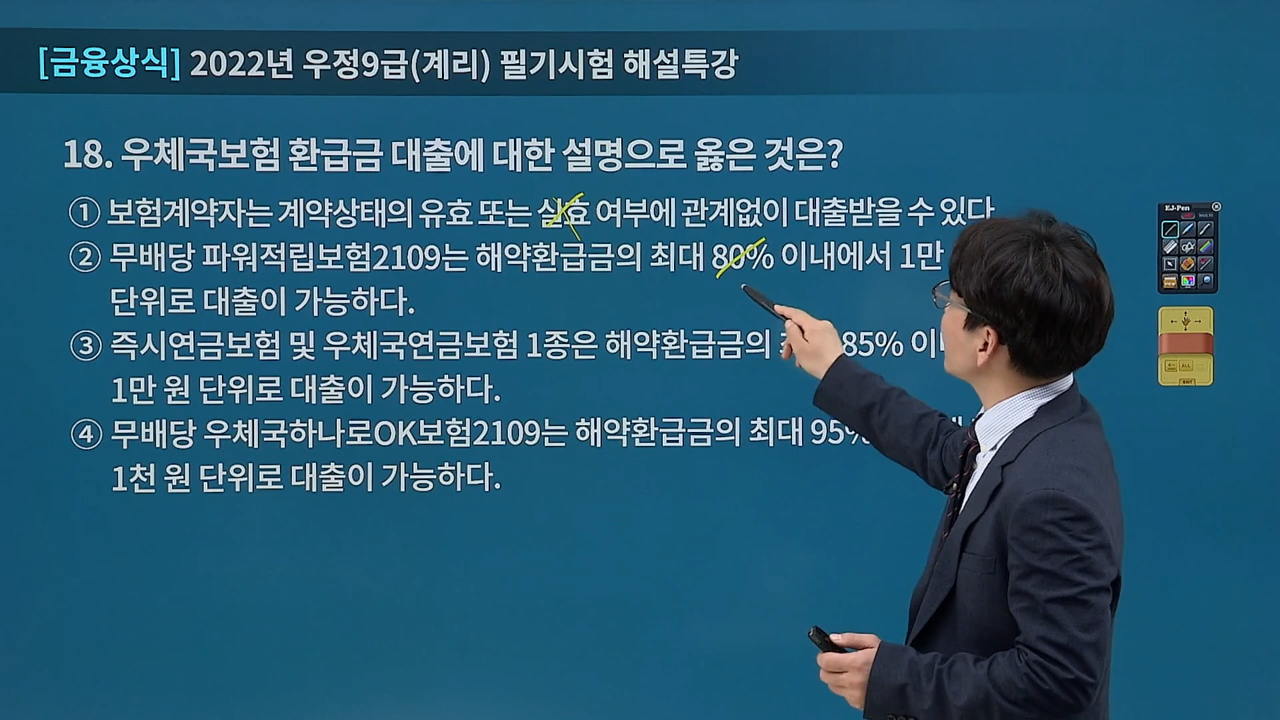 [금융상식] 2022년 우정9급(계리) 필기시험 해설특강
18. 우체국보험 환급금 대출에 대한 설명으로 옳은 것은?
① 보험계약자는 계약상태의 유효 또는 실효 여부에 관계없이 대출받을 수 있다
② 무배당 파워적립보험2109는 해약환급금의 최대 80% 이내에서 1만
단위로 대출이 가능하다.
③ 즉시연금보험 및 우체국연금보험 1종은 해약환급금의 85%
1만 원 단위로 대출이 가능하다.
④ 무배당 우체국하나로OK보험2109는 해약환급금의 최대 95%
1천 원 단위로 대출이 가능하다.
EJ-Pen